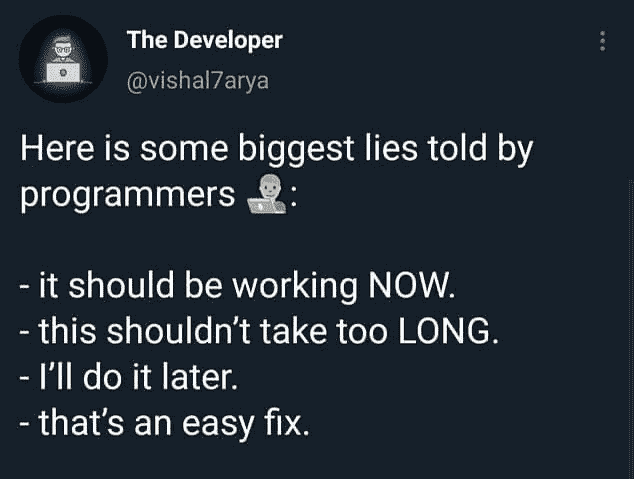 The Developer
@vishal7arya
Here is some biggest lies told by
programmers 👨🏼‍💻:
- it should be working NOW.
- this shouldn't take too LONG.
- I'll do it later.
- that's an easy fix.